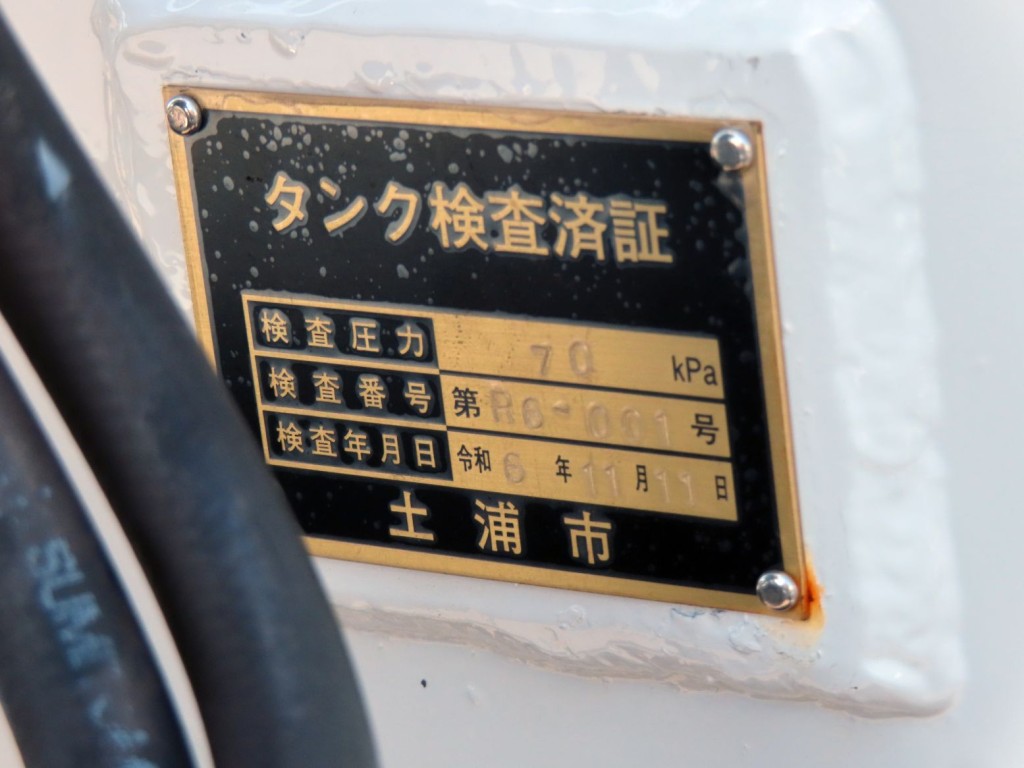 タンク検査済証
検査圧力 70 kPa
検査番号 第R6-061号
検査年月日 令和6年11月11日
土浦市
SUMI